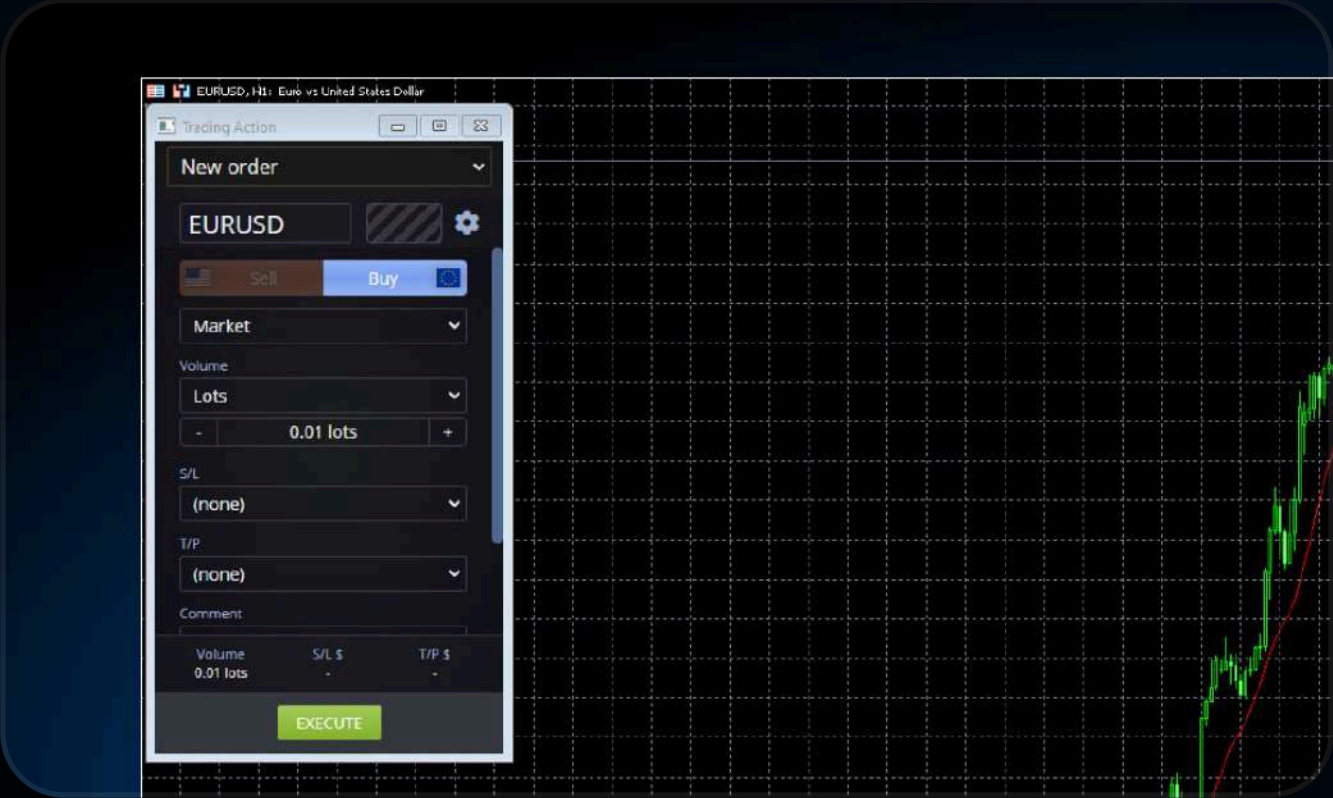 EURUSD, H1: Euro vs United States Dollar
Trading Action
New order
EURUSD
Sell Buy
Market
Volume
Lots
- 0.01 lots +
S/L
(none)
T/P
(none)
Comment
Volume S/L $ T/P $
0.01 lots - -
EXECUTE